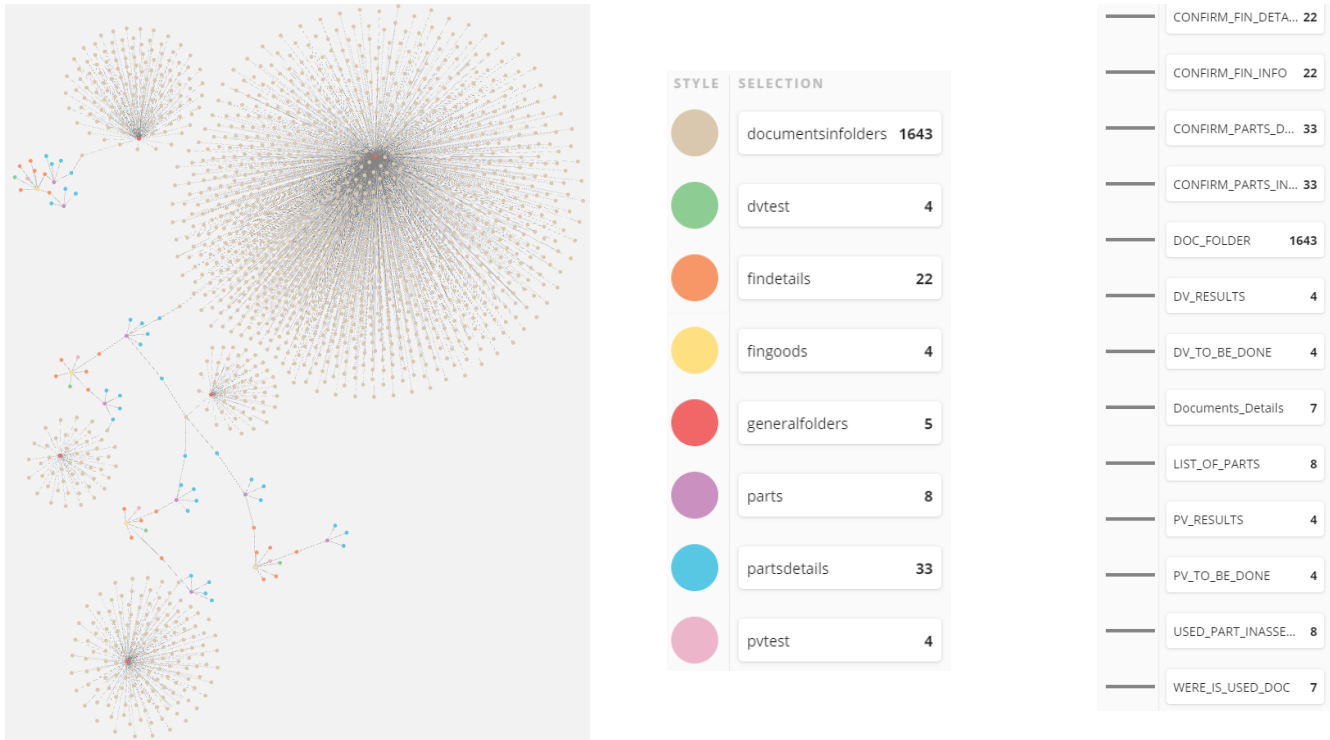 STYLE SELECTION
documentsinfolders 1643
dvtest 4
findetails 22
fingoods 4
generalfolders 5
parts 8
partsdetails 33
pvtest 4
CONFIRM_FIN_DETA... 22
CONFIRM_FIN_INFO 22
CONFIRM_PARTS_D... 33
CONFIRM_PARTS_IN... 33
DOC_FOLDER 1643
DV_RESULTS 4
DV_TO_BE_DONE 4
Documents_Details 7
LIST_OF_PARTS 8
PV_RESULTS 4
PV_TO_BE_DONE 4
USED_PART_INASSE... 8
WERE_IS_USED_DOC 7